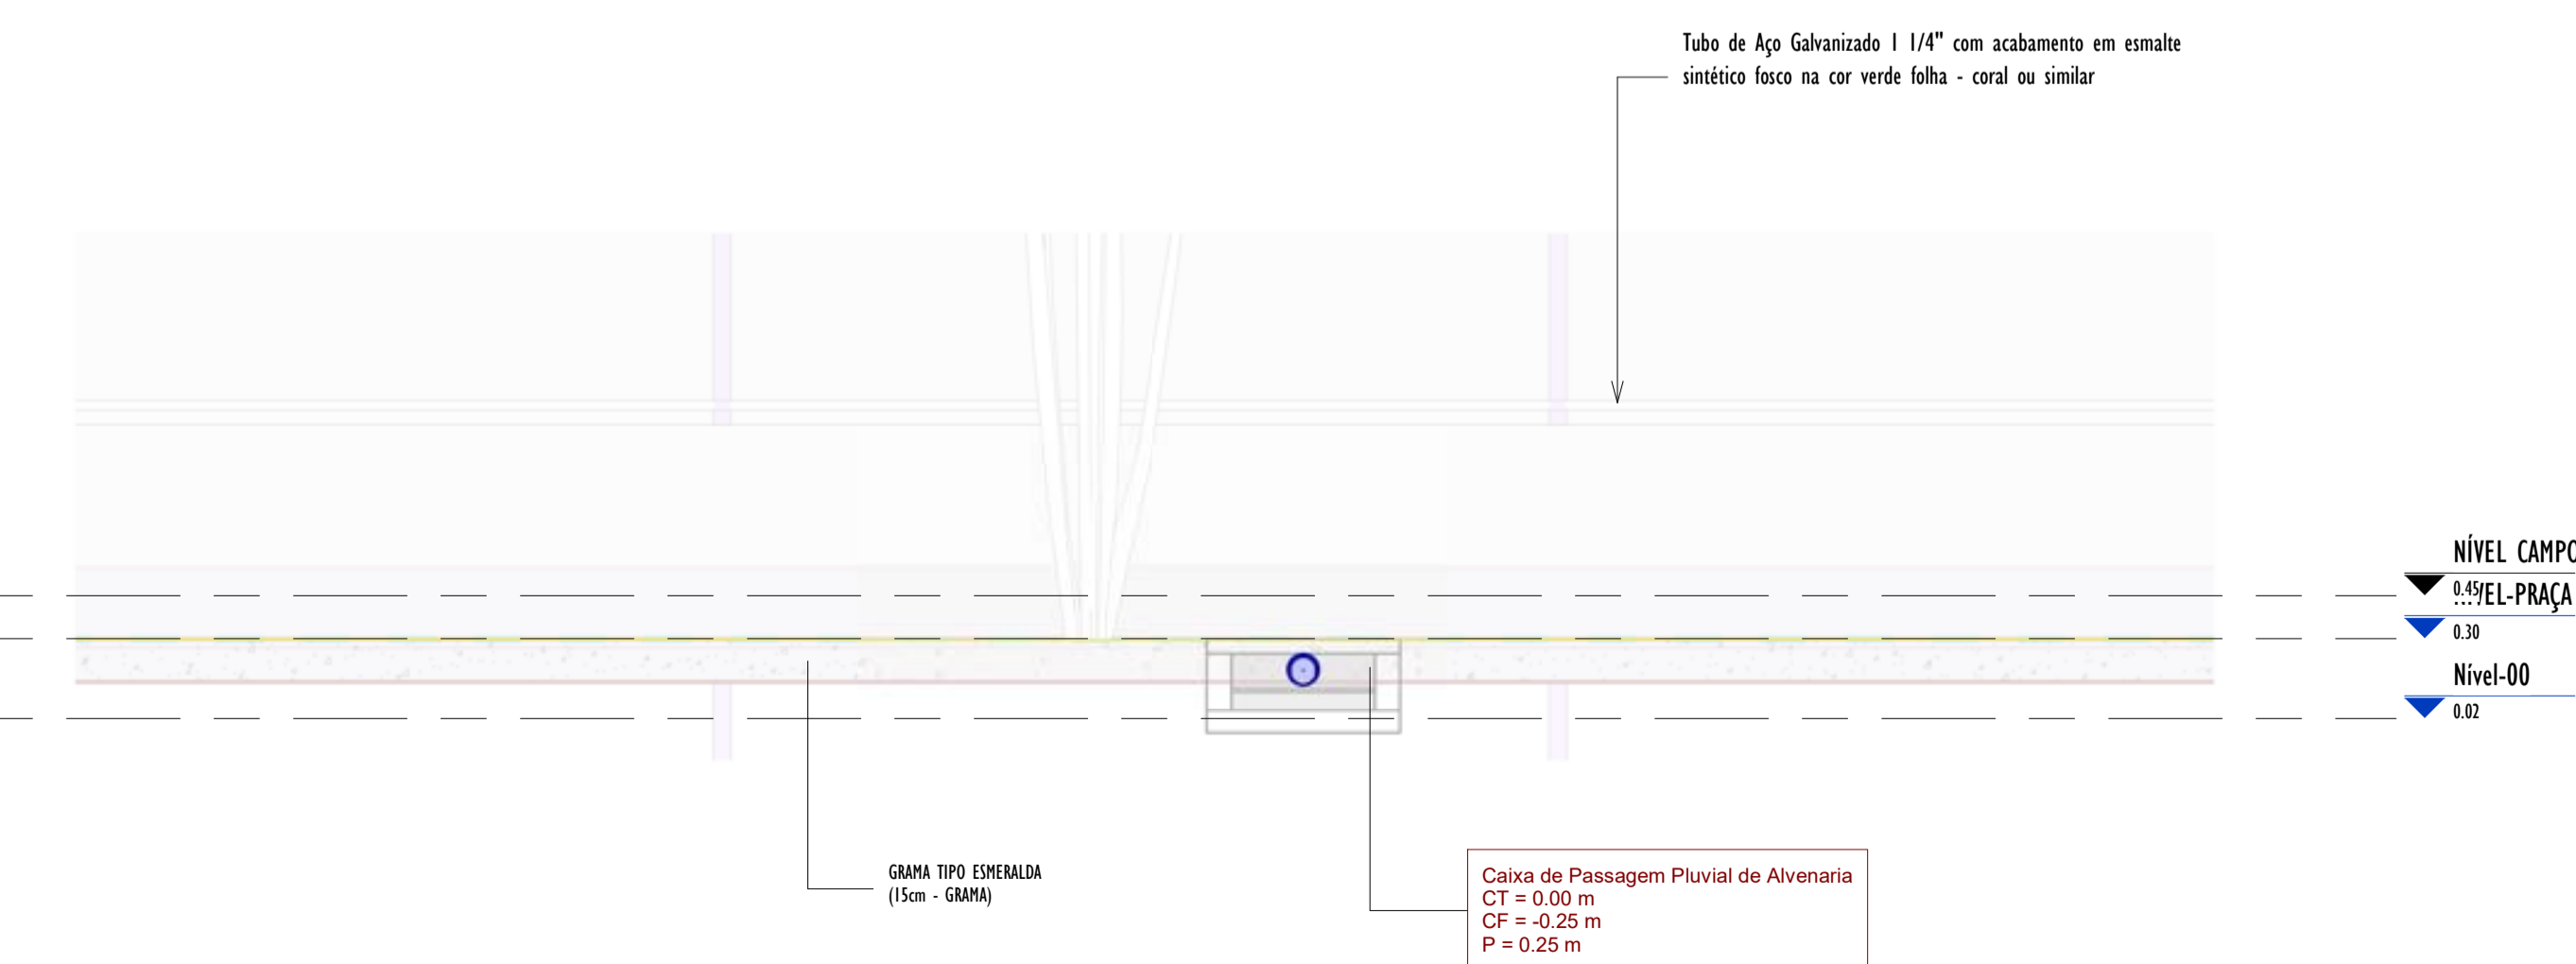 Tubo de Aço Galvanizado 1 1/4" com acabamento em esmalte
sintético fosco na cor verde folha - coral ou similar
NÍVEL CAMPO
0.45
VEL-PRAÇA
0.30
Nível-00
0.02
GRAMA TIPO ESMERALDA
(15cm - GRAMA)
Caixa de Passagem Pluvial de Alvenaria
CT = 0.00 m
CF = -0.25 m
P = 0.25 m